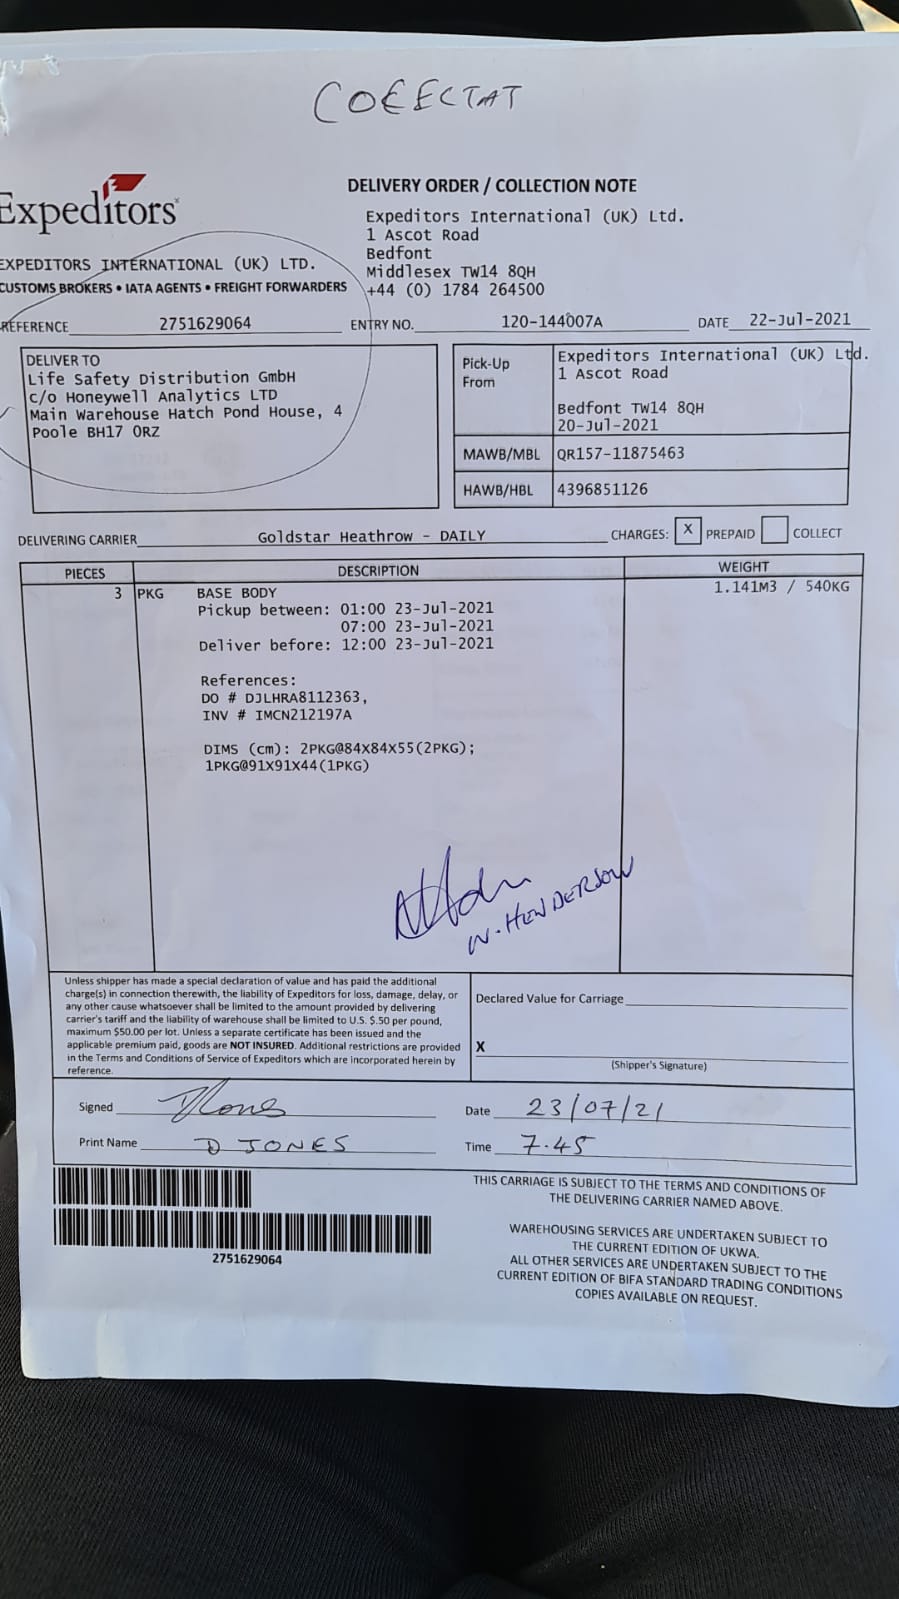 COEECTAT
Expeditors
DELIVERY ORDER / COLLECTION NOTE
Expeditors International (UK) Ltd.
1 Ascot Road
Bedfont
Middlesex TW14 8QH
+44 (0) 1784 264500
EXPEDITORS INTERNATIONAL (UK) LTD.
CUSTOMS BROKERS • IATA AGENTS • FREIGHT FORWARDERS
REFERENCE 2751629064 ENTRY NO. 120-144007A DATE 22-Jul-2021
DELIVER TO
Life Safety Distribution GmbH
c/o Honeywell Analytics LTD
Main Warehouse Hatch Pond House, 4
Poole BH17 0RZ
Pick-Up From
Expeditors International (UK) Ltd.
1 Ascot Road
Bedfont TW14 8QH
20-Jul-2021
MAWB/MBL QR157-11875463
HAWB/HBL 4396851126
DELIVERING CARRIER Goldstar Heathrow - DAILY CHARGES: X PREPAID COLLECT
PIECES DESCRIPTION WEIGHT
3 PKG BASE BODY 1.141M3 / 540KG
Pickup between: 01:00 23-Jul-2021
07:00 23-Jul-2021
Deliver before: 12:00 23-Jul-2021
References:
DO # DJLHRA8112363,
INV # IMCN212197A
DIMS (cm): 2PKG@84X84X55(2PKG);
1PKG@91X91X44(1PKG)
W. HENDERSON
Unless shipper has made a special declaration of value and has paid the additional
charge(s) in connection therewith, the liability of Expeditors for loss, damage, delay, or
any other cause whatsoever shall be limited to the amount provided by delivering
carrier's tariff and the liability of warehouse shall be limited to U.S. $.50 per pound,
maximum $50.00 per lot. Unless a separate certificate has been issued and the
applicable premium paid, goods are NOT INSURED. Additional restrictions are provided
in the Terms and Conditions of Service of Expeditors which are incorporated herein by
reference.
Declared Value for Carriage
X
(Shipper's Signature)
Signed DJones Date 23/07/21
Print Name D JONES Time 7.45
THIS CARRIAGE IS SUBJECT TO THE TERMS AND CONDITIONS OF
THE DELIVERING CARRIER NAMED ABOVE.
2751629064
WAREHOUSING SERVICES ARE UNDERTAKEN SUBJECT TO
THE CURRENT EDITION OF UKWA.
ALL OTHER SERVICES ARE UNDERTAKEN SUBJECT TO THE
CURRENT EDITION OF BIFA STANDARD TRADING CONDITIONS
COPIES AVAILABLE ON REQUEST.